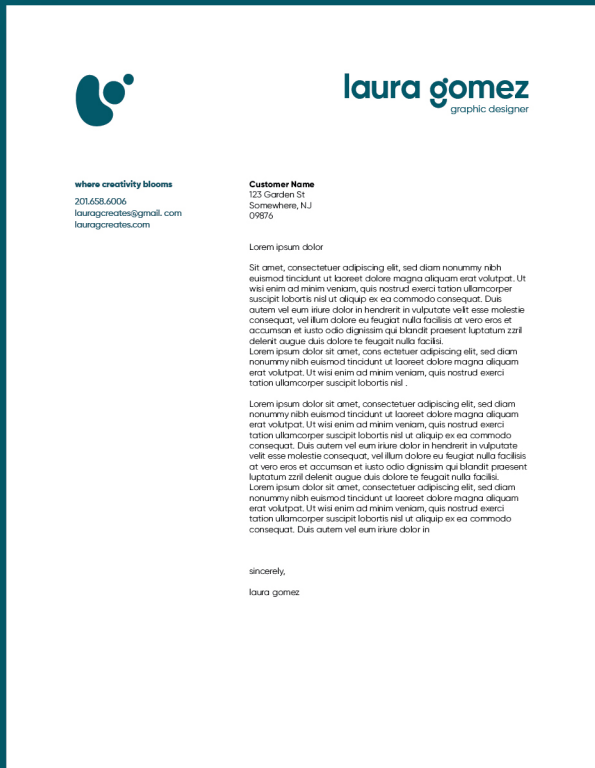 laura gomez
graphic designer
where creativity blooms
201.658.6006
lauragcreates@gmail. com
lauragcreates.com
Customer Name
123 Garden St
Somewhere, NJ
09876
Lorem ipsum dolor
Sit amet, consectetuer adipiscing elit, sed diam nonummy nibh
euismod tincidunt ut laoreet dolore magna aliquam erat volutpat. Ut
wisi enim ad minim veniam, quis nostrud exerci tation ullamcorper
suscipit lobortis nisl ut aliquip ex ea commodo consequat. Duis
autem vel eum iriure dolor in hendrerit in vulputate velit esse molestie
consequat, vel illum dolore eu feugiat nulla facilisis at vero eros et
accumsan et iusto odio dignissim qui blandit praesent luptatum zzril
delenit augue duis dolore te feugait nulla facilisi.
Lorem ipsum dolor sit amet, cons ectetuer adipiscing elit, sed diam
nonummy nibh euismod tincidunt ut laoreet dolore magna aliquam
erat volutpat. Ut wisi enim ad minim veniam, quis nostrud exerci
tation ullamcorper suscipit lobortis nisl .
Lorem ipsum dolor sit amet, consectetuer adipiscing elit, sed diam
nonummy nibh euismod tincidunt ut laoreet dolore magna aliquam
erat volutpat. Ut wisi enim ad minim veniam, quis nostrud exerci
tation ullamcorper suscipit lobortis nisl ut aliquip ex ea commodo
consequat. Duis autem vel eum iriure dolor in hendrerit in vulputate
velit esse molestie consequat, vel illum dolore eu feugiat nulla facilisis
at vero eros et accumsan et iusto odio dignissim qui blandit praesent
luptatum zzril delenit augue duis dolore te feugait nulla facilisi.
Lorem ipsum dolor sit amet, consectetuer adipiscing elit, sed diam
nonummy nibh euismod tincidunt ut laoreet dolore magna aliquam
erat volutpat. Ut wisi enim ad minim veniam, quis nostrud exerci
tation ullamcorper suscipit lobortis nisl ut aliquip ex ea commodo
consequat. Duis autem vel eum iriure dolor in
sincerely,
laura gomez